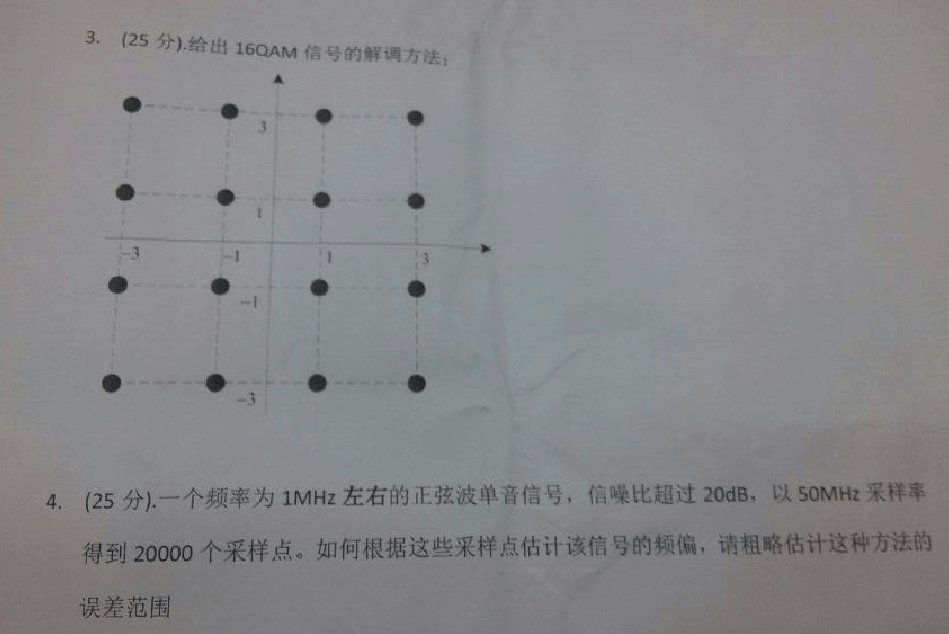 3. (25 分).给出 16QAM 信号的解调方法;
3
1
-3 -1 1 3
-1
-3
4. (25 分).一个频率为 1MHz 左右的正弦波单音信号，信噪比超过 20dB，以 50MHz 采样率
得到 20000 个采样点。如何根据这些采样点估计该信号的频偏，请粗略估计这种方法的
误差范围